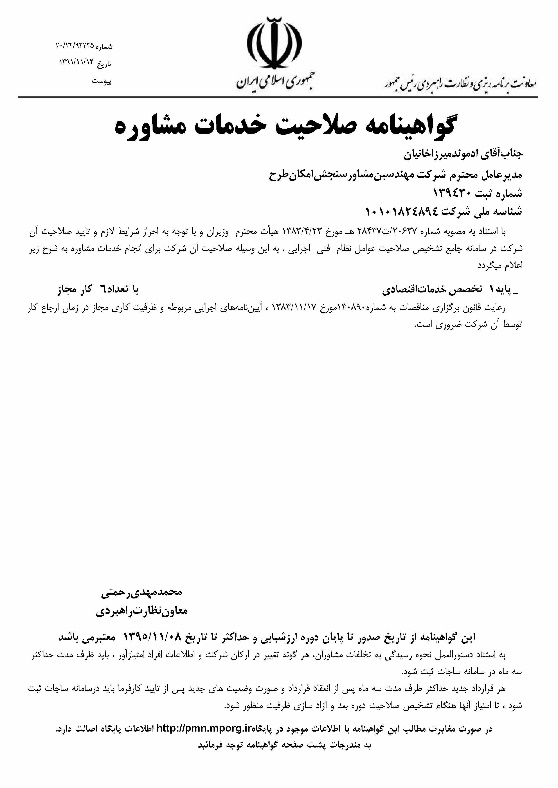 شماره ۲۰/۲۴/۹۲۷۲۵
تاریخ ۱۳۹۱/۱۱/۱۴
پیوست
جمهوری اسلامی ایران
معاونت برنامه ریزی و نظارت راهبردی رئیس جمهور
گواهینامه صلاحیت خدمات مشاوره
جناب آقای ادموند میرزاخانیان
مدیرعامل محترم شرکت مهندسین مشاور سنجش امکان طرح
شماره ثبت ۱۳۹٤۳۰
شناسه ملی شرکت ۱۰۱۰۱۸۲٤۸۹٤
با استناد به مصوبه شماره ۲۰۶۳۷/ت۲۸۴۳۷ هـ مورخ ۱۳۸۳/۴/۲۳ هیأت محترم وزیران و با توجه به احراز شرایط لازم و تایید صلاحیت آن
شرکت در سامانه جامع تشخیص صلاحیت عوامل نظام فنی اجرایی ، به این وسیله صلاحیت آن شرکت برای انجام خدمات مشاوره به شرح زیر
اعلام میگردد
_ پایه ۱ تخصص خدمات اقتصادی با تعداد ۶ کار مجاز
رعایت قانون برگزاری مناقصات به شماره ۱۳۰۸۹۰ مورخ ۱۳۸۳/۱۱/۱۷ ، آیین‌نامه‌های اجرایی مربوطه و ظرفیت کاری مجاز در زمان ارجاع کار
توسط آن شرکت ضروری است.
محمدمهدی رحمتی
معاون نظارت راهبردی
این گواهینامه از تاریخ صدور تا پایان دوره ارزشیابی و حداکثر تا تاریخ ۱۳۹۵/۱۱/۰۸ معتبر می باشد
به استناد دستورالعمل نحوه رسیدگی به تخلفات مشاوران، هر گونه تغییر در ارکان شرکت و اطلاعات افراد امتیازآور ، باید ظرف مدت حداکثر
سه ماه در سامانه ساجات ثبت شود.
هر قرارداد جدید حداکثر ظرف مدت سه ماه پس از انعقاد قرارداد و صورت وضعیت های جدید پس از تایید کارفرما باید درسامانه ساجات ثبت
شود ، تا امتیاز آنها هنگام تشخیص صلاحیت دوره بعد و آزاد سازی ظرفیت منظور شود.
در صورت مغایرت مطالب این گواهینامه با اطلاعات موجود در پایگاه http://pmn.mporg.ir اطلاعات پایگاه اصالت دارد.
به مندرجات پشت صفحه گواهینامه توجه فرمائید